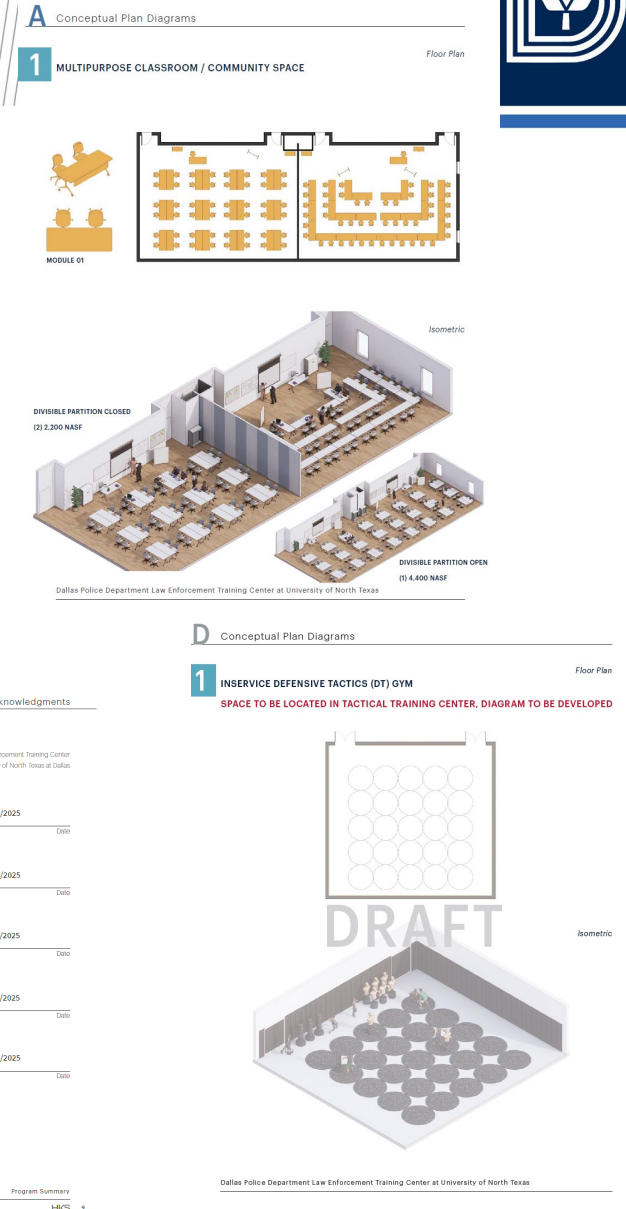 A Conceptual Plan Diagrams
Floor Plan
1 MULTIPURPOSE CLASSROOM / COMMUNITY SPACE
MODULE 01
Isometric
DIVISIBLE PARTITION CLOSED
(2) 2,200 NASF
DIVISIBLE PARTITION OPEN
(1) 4,400 NASF
Dallas Police Department Law Enforcement Training Center at University of North Texas
knowledgments
rcement Training Center
of North Texas at Dallas
/2025
Date
/2025
Date
/2025
Date
/2025
Date
/2025
Date
Program Summary
HKS
D Conceptual Plan Diagrams
Floor Plan
1 INSERVICE DEFENSIVE TACTICS (DT) GYM
SPACE TO BE LOCATED IN TACTICAL TRAINING CENTER, DIAGRAM TO BE DEVELOPED
DRAFT
Isometric
Dallas Police Department Law Enforcement Training Center at University of North Texas